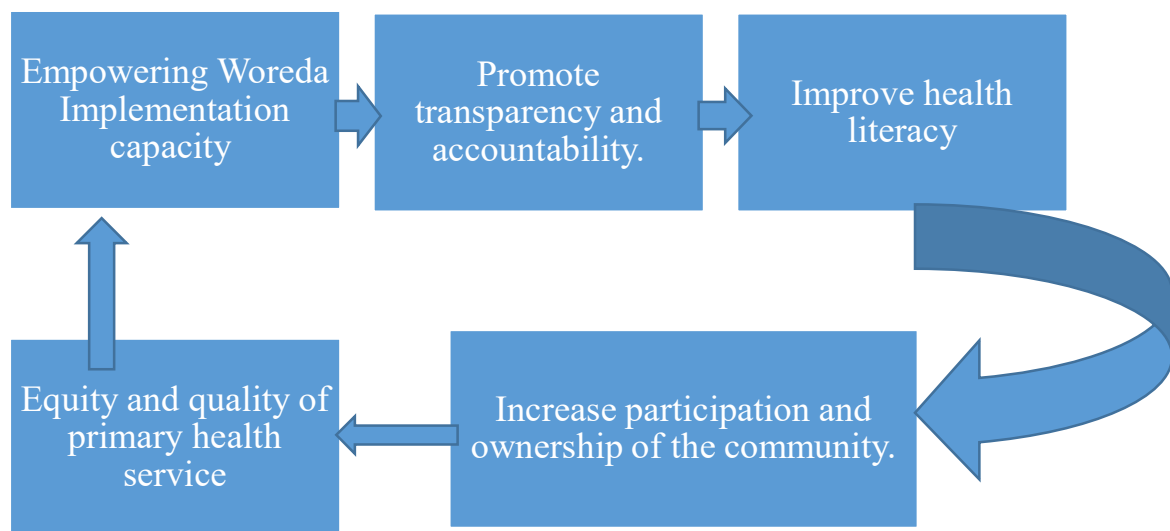 Empowering Woreda
Implementation
capacity
Promote
transparency and
accountability.
Improve health
literacy
Increase participation and
ownership of the community.
Equity and quality of
primary health
service